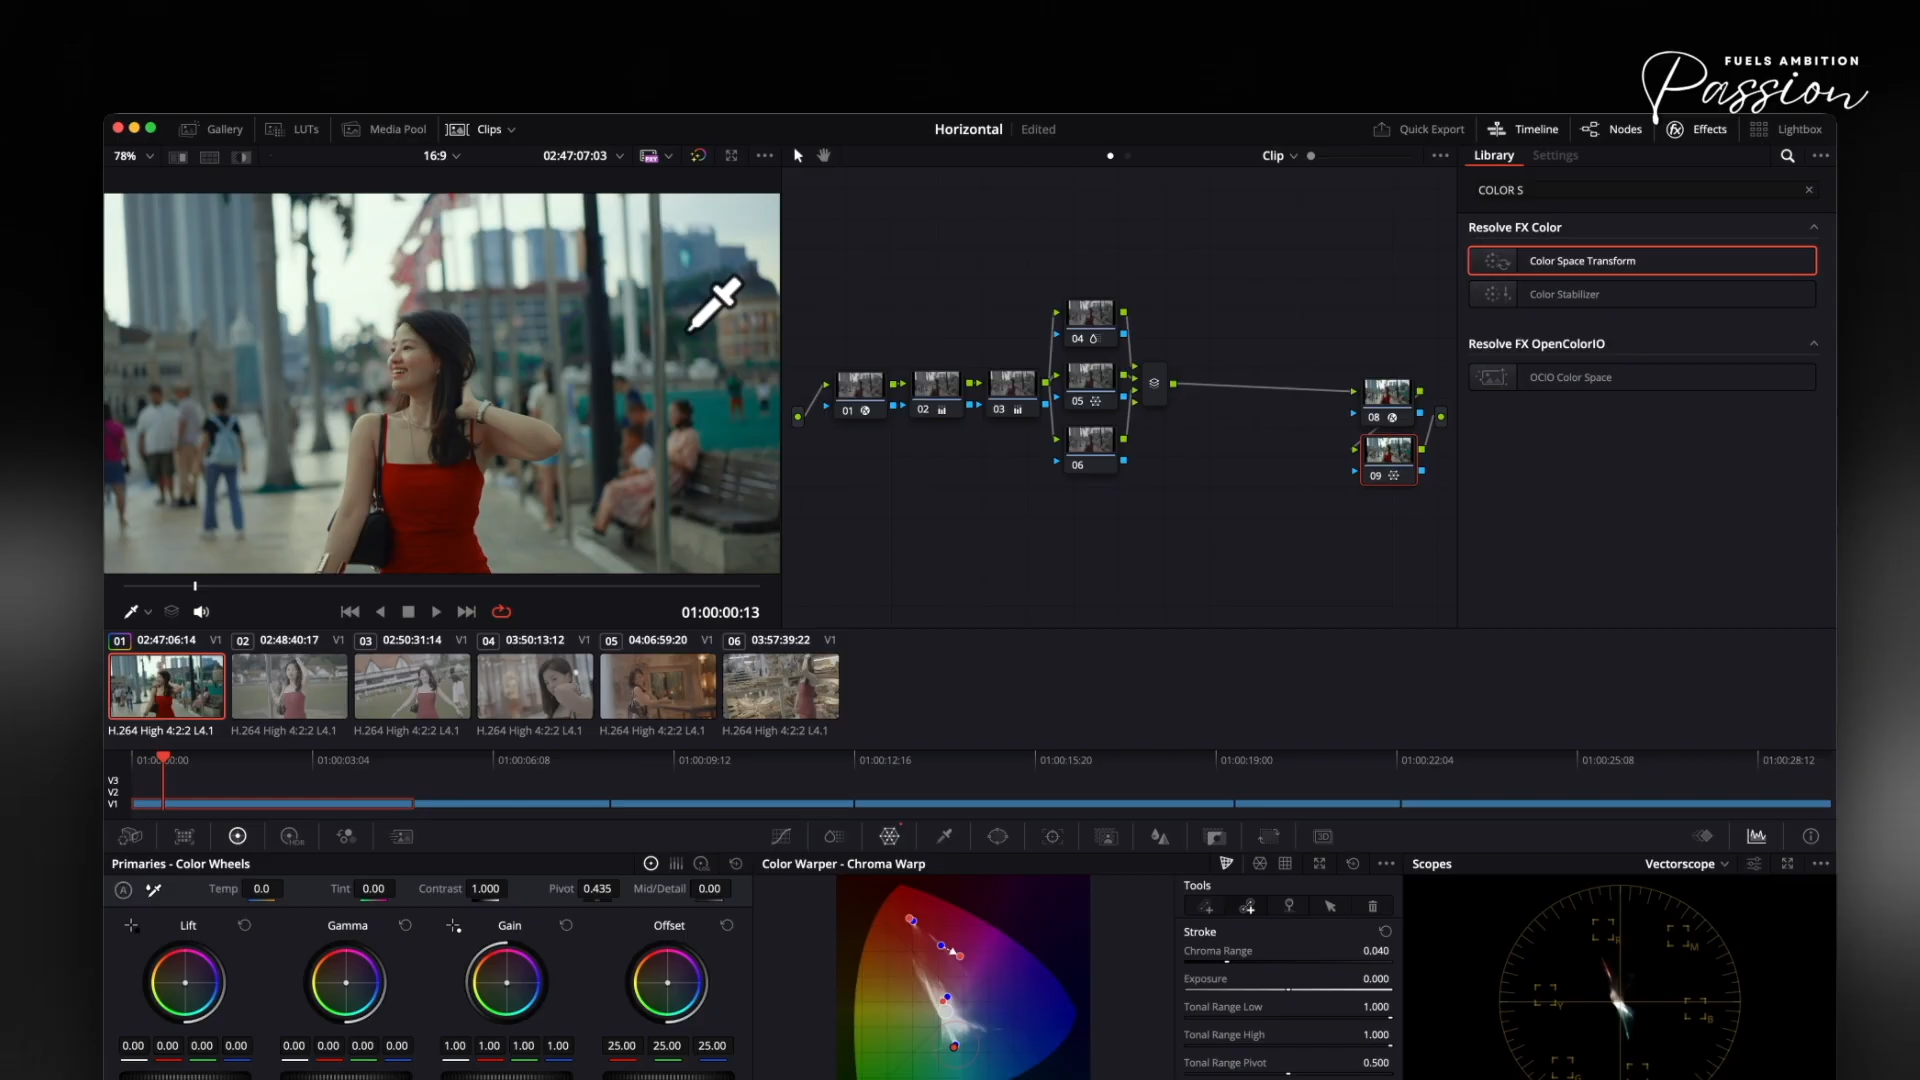 FUELS AMBITION
Passion
Gallery
LUTs
Media Pool
Clips
Horizontal
Edited
Quick Export
Timeline
Nodes
Effects
Lightbox
78%
16:9
02:47:07:03
Clip
Library
Settings
COLOR S
Resolve FX Color
Color Space Transform
Color Stabilizer
Resolve FX OpenColorIO
OCIO Color Space
01
02
03
04
05
06
08
09
01:00:00:13
01 02:47:06:14 V1
02 02:48:40:17 V1
03 02:50:31:14 V1
04 03:50:13:12 V1
05 04:06:59:20 V1
06 03:57:39:22 V1
H.264 High 4:2:2 L4.1
H.264 High 4:2:2 L4.1
H.264 High 4:2:2 L4.1
H.264 High 4:2:2 L4.1
H.264 High 4:2:2 L4.1
H.264 High 4:2:2 L4.1
01:00:03:04
01:00:06:08
01:00:09:12
01:00:12:16
01:00:15:20
01:00:19:00
01:00:22:04
01:00:25:08
01:00:28:12
V3
V2
V1
HDR
3D
Primaries - Color Wheels
Color Warper - Chroma Warp
Scopes
Vectorscope
A
Temp 0.0
Tint 0.00
Contrast 1.000
Pivot 0.435
Mid/Detail 0.00
Lift
Gamma
Gain
Offset
0.00 0.00 0.00 0.00
0.00 0.00 0.00 0.00
1.00 1.00 1.00 1.00
25.00 25.00 25.00
Tools
Stroke
Chroma Range 0.040
Exposure 0.000
Tonal Range Low 1.000
Tonal Range High 1.000
Tonal Range Pivot 0.500
R
M
Y
B